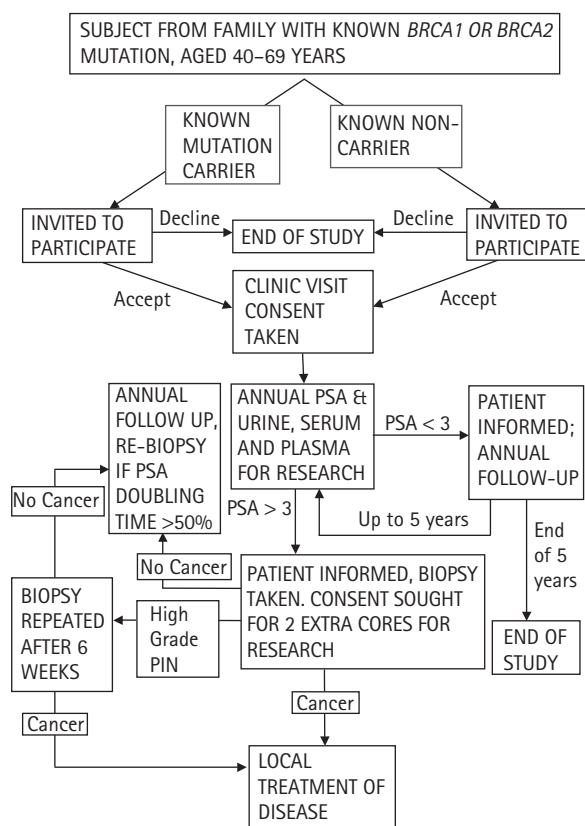 SUBJECT FROM FAMILY WITH KNOWN BRCA1 OR BRCA2
MUTATION, AGED 40–69 YEARS
KNOWN
MUTATION
CARRIER
KNOWN NON-
CARRIER
INVITED TO
PARTICIPATE
Decline
END OF STUDY
Decline
INVITED TO
PARTICIPATE
Accept
CLINIC VISIT
CONSENT
TAKEN
Accept
ANNUAL
FOLLOW UP,
RE-BIOPSY
IF PSA
DOUBLING
TIME >50%
ANNUAL PSA &
URINE, SERUM
AND PLASMA
FOR RESEARCH
PSA < 3
PATIENT
INFORMED;
ANNUAL
FOLLOW-UP
No Cancer
PSA > 3
Up to 5 years
End
of 5
years
No Cancer
BIOPSY
REPEATED
AFTER 6
WEEKS
High
Grade
PIN
PATIENT INFORMED, BIOPSY
TAKEN. CONSENT SOUGHT
FOR 2 EXTRA CORES FOR
RESEARCH
END OF
STUDY
Cancer
Cancer
LOCAL
TREATMENT OF
DISEASE